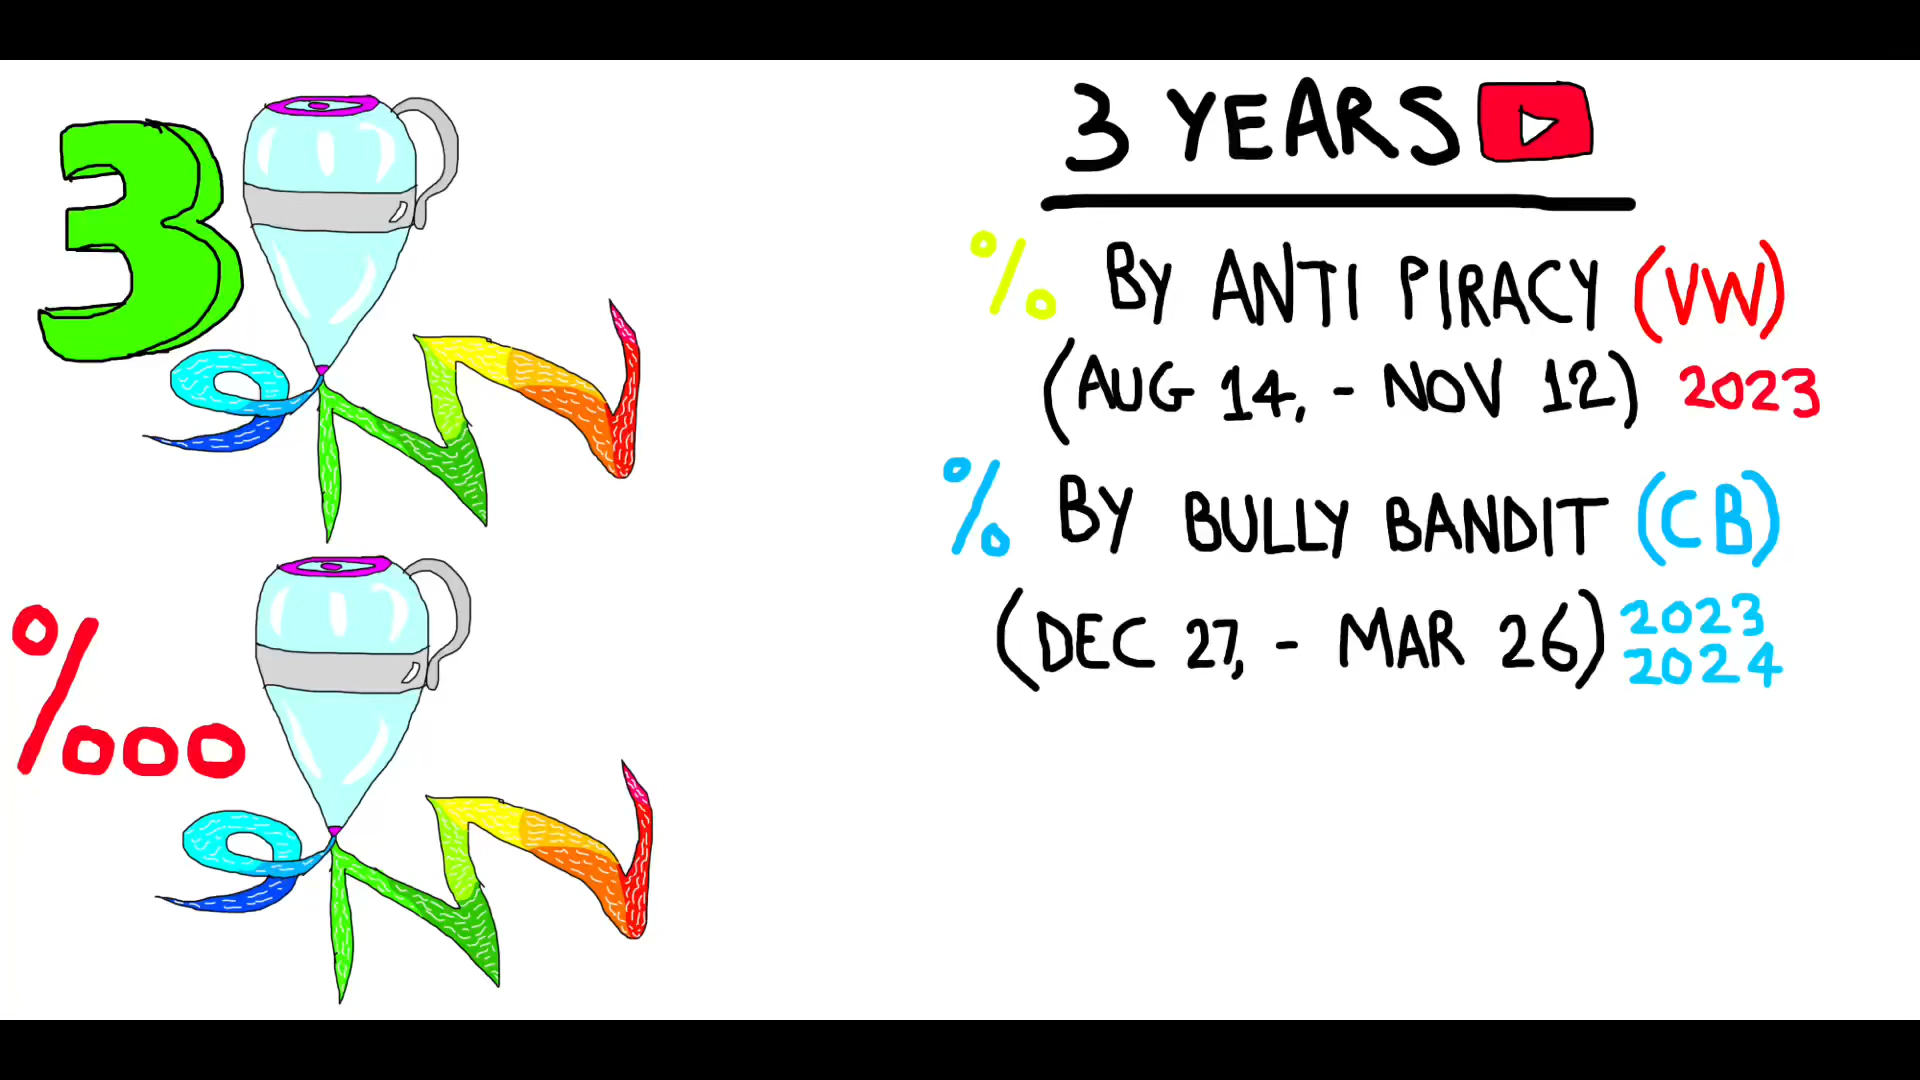 3
%000
3 YEARS
% BY ANTI PIRACY (VW)
(AUG 14, - NOV 12) 2023
% BY BULLY BANDIT (CB)
(DEC 27, - MAR 26) 2023
2024